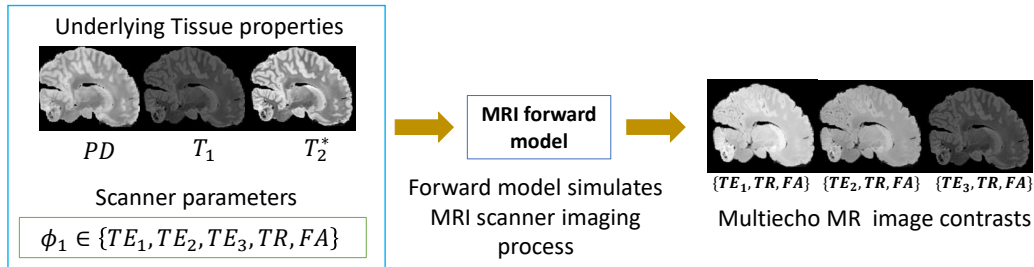 Underlying Tissue properties
PD
T₁
T₂*
Scanner parameters
ϕ₁ ∈ {TE₁, TE₂, TE₃, TR, FA}
MRI forward
model
Forward model simulates
MRI scanner imaging
process
{TE₁, TR, FA}
{TE₂, TR, FA}
{TE₃, TR, FA}
Multiecho MR image contrasts